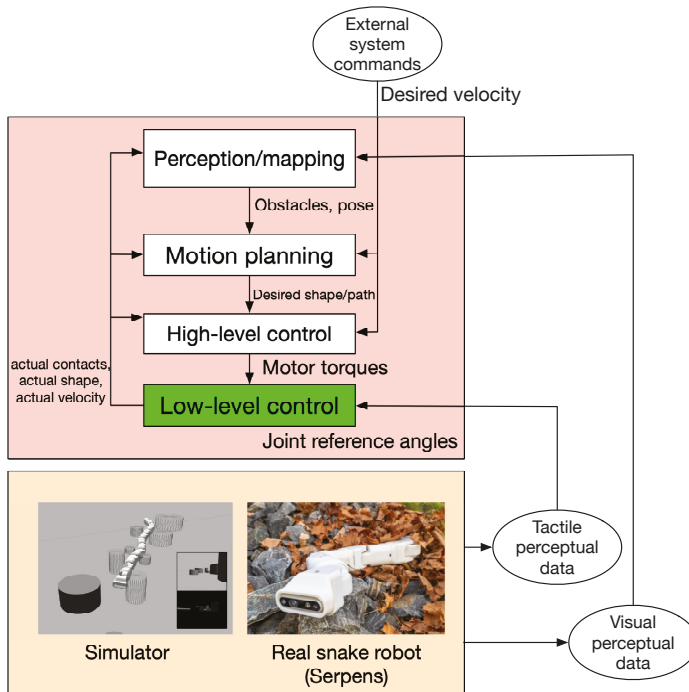 External
system
commands
Desired velocity
Perception/mapping
Obstacles, pose
Motion planning
Desired shape/path
High-level control
Motor torques
actual contacts,
actual shape,
actual velocity
Low-level control
Joint reference angles
Tactile
perceptual
data
Simulator
Real snake robot
(Serpens)
Visual
perceptual
data